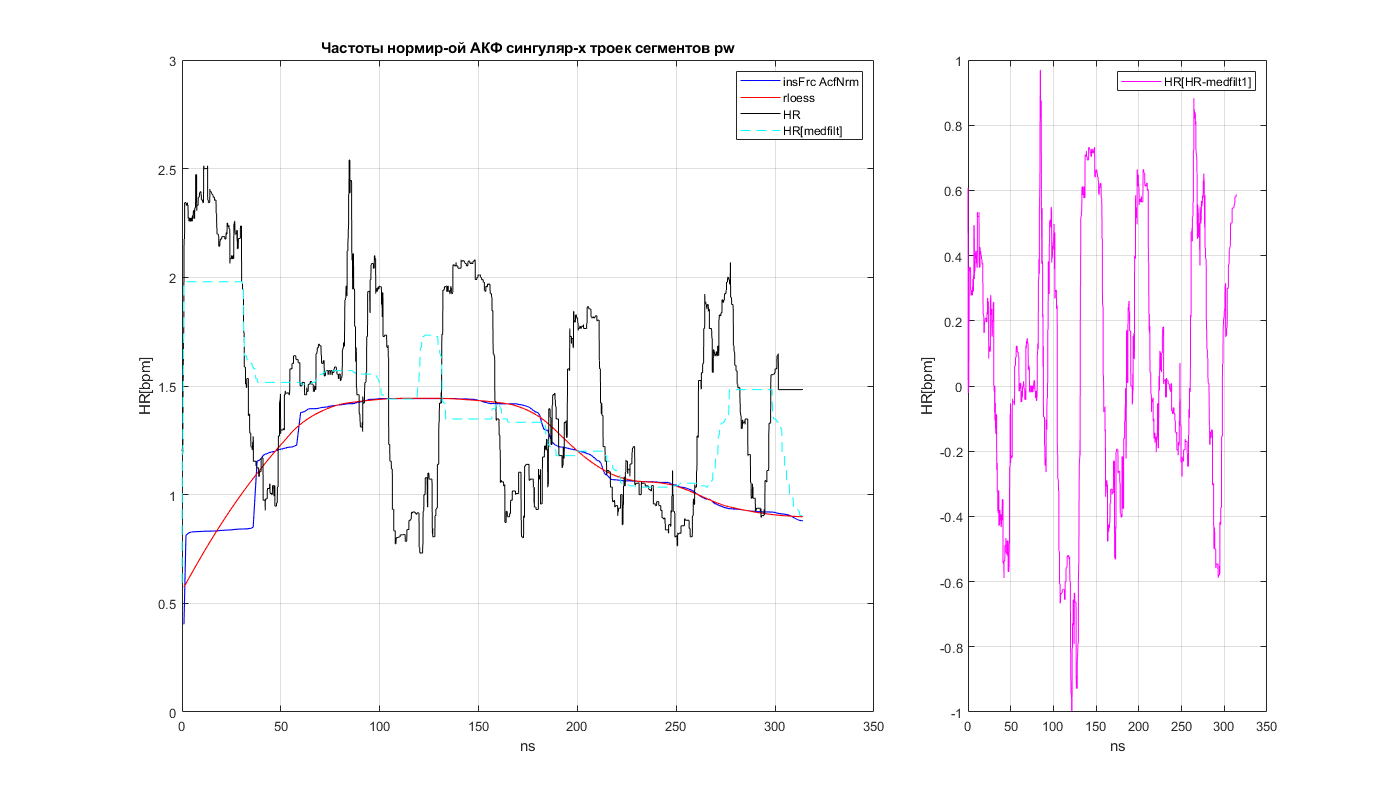 Частоты нормир-ой АКФ сингуляр-х троек сегментов pw
insFrc AcfNrm
rloess
HR
HR[medfilt]
3
2.5
2
1.5
1
0.5
0
HR[bpm]
0 50 100 150 200 250 300 350
ns
HR[HR-medfilt1]
1
0.8
0.6
0.4
0.2
0
-0.2
-0.4
-0.6
-0.8
-1
HR[bpm]
0 50 100 150 200 250 300 350
ns